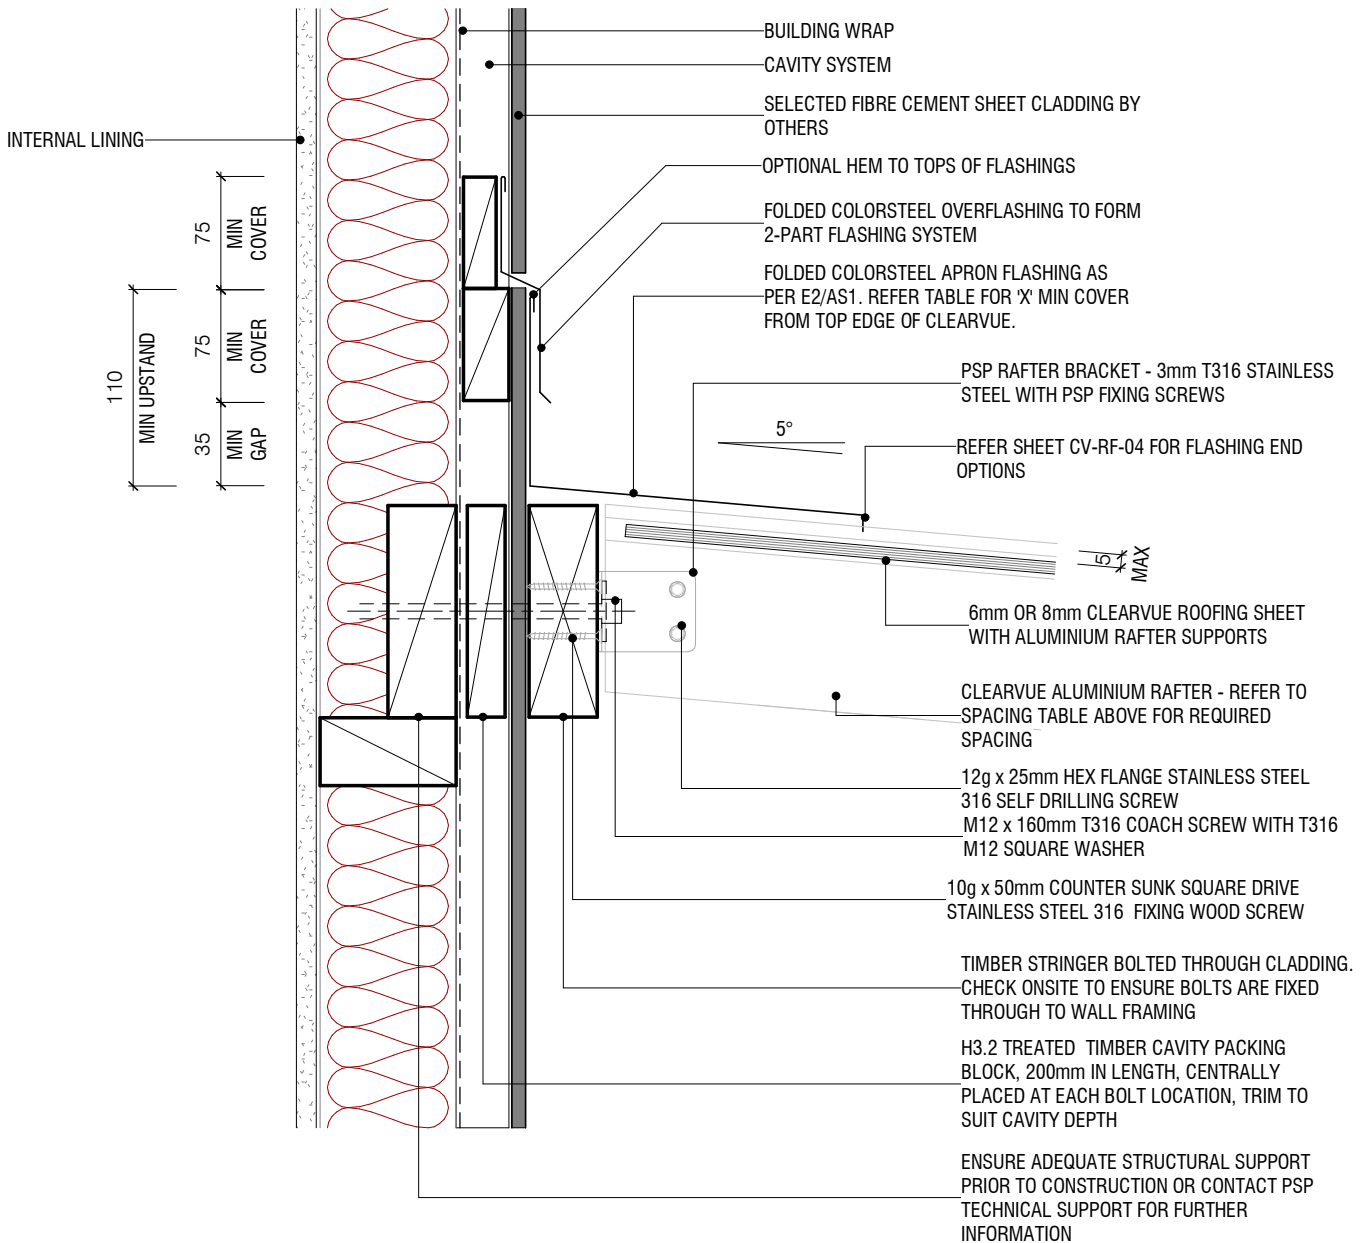 BUILDING WRAP
CAVITY SYSTEM
SELECTED FIBRE CEMENT SHEET CLADDING BY
OTHERS
INTERNAL LINING
OPTIONAL HEM TO TOPS OF FLASHINGS
FOLDED COLORSTEEL OVERFLASHING TO FORM
2-PART FLASHING SYSTEM
FOLDED COLORSTEEL APRON FLASHING AS
PER E2/AS1. REFER TABLE FOR 'X' MIN COVER
FROM TOP EDGE OF CLEARVUE.
75
MIN
COVER
110
MIN UPSTAND
75
MIN
COVER
35
MIN
GAP
PSP RAFTER BRACKET - 3mm T316 STAINLESS
STEEL WITH PSP FIXING SCREWS
5°
REFER SHEET CV-RF-04 FOR FLASHING END
OPTIONS
5
MAX
6mm OR 8mm CLEARVUE ROOFING SHEET
WITH ALUMINIUM RAFTER SUPPORTS
CLEARVUE ALUMINIUM RAFTER - REFER TO
SPACING TABLE ABOVE FOR REQUIRED
SPACING
12g x 25mm HEX FLANGE STAINLESS STEEL
316 SELF DRILLING SCREW
M12 x 160mm T316 COACH SCREW WITH T316
M12 SQUARE WASHER
10g x 50mm COUNTER SUNK SQUARE DRIVE
STAINLESS STEEL 316 FIXING WOOD SCREW
TIMBER STRINGER BOLTED THROUGH CLADDING.
CHECK ONSITE TO ENSURE BOLTS ARE FIXED
THROUGH TO WALL FRAMING
H3.2 TREATED TIMBER CAVITY PACKING
BLOCK, 200mm IN LENGTH, CENTRALLY
PLACED AT EACH BOLT LOCATION, TRIM TO
SUIT CAVITY DEPTH
ENSURE ADEQUATE STRUCTURAL SUPPORT
PRIOR TO CONSTRUCTION OR CONTACT PSP
TECHNICAL SUPPORT FOR FURTHER
INFORMATION